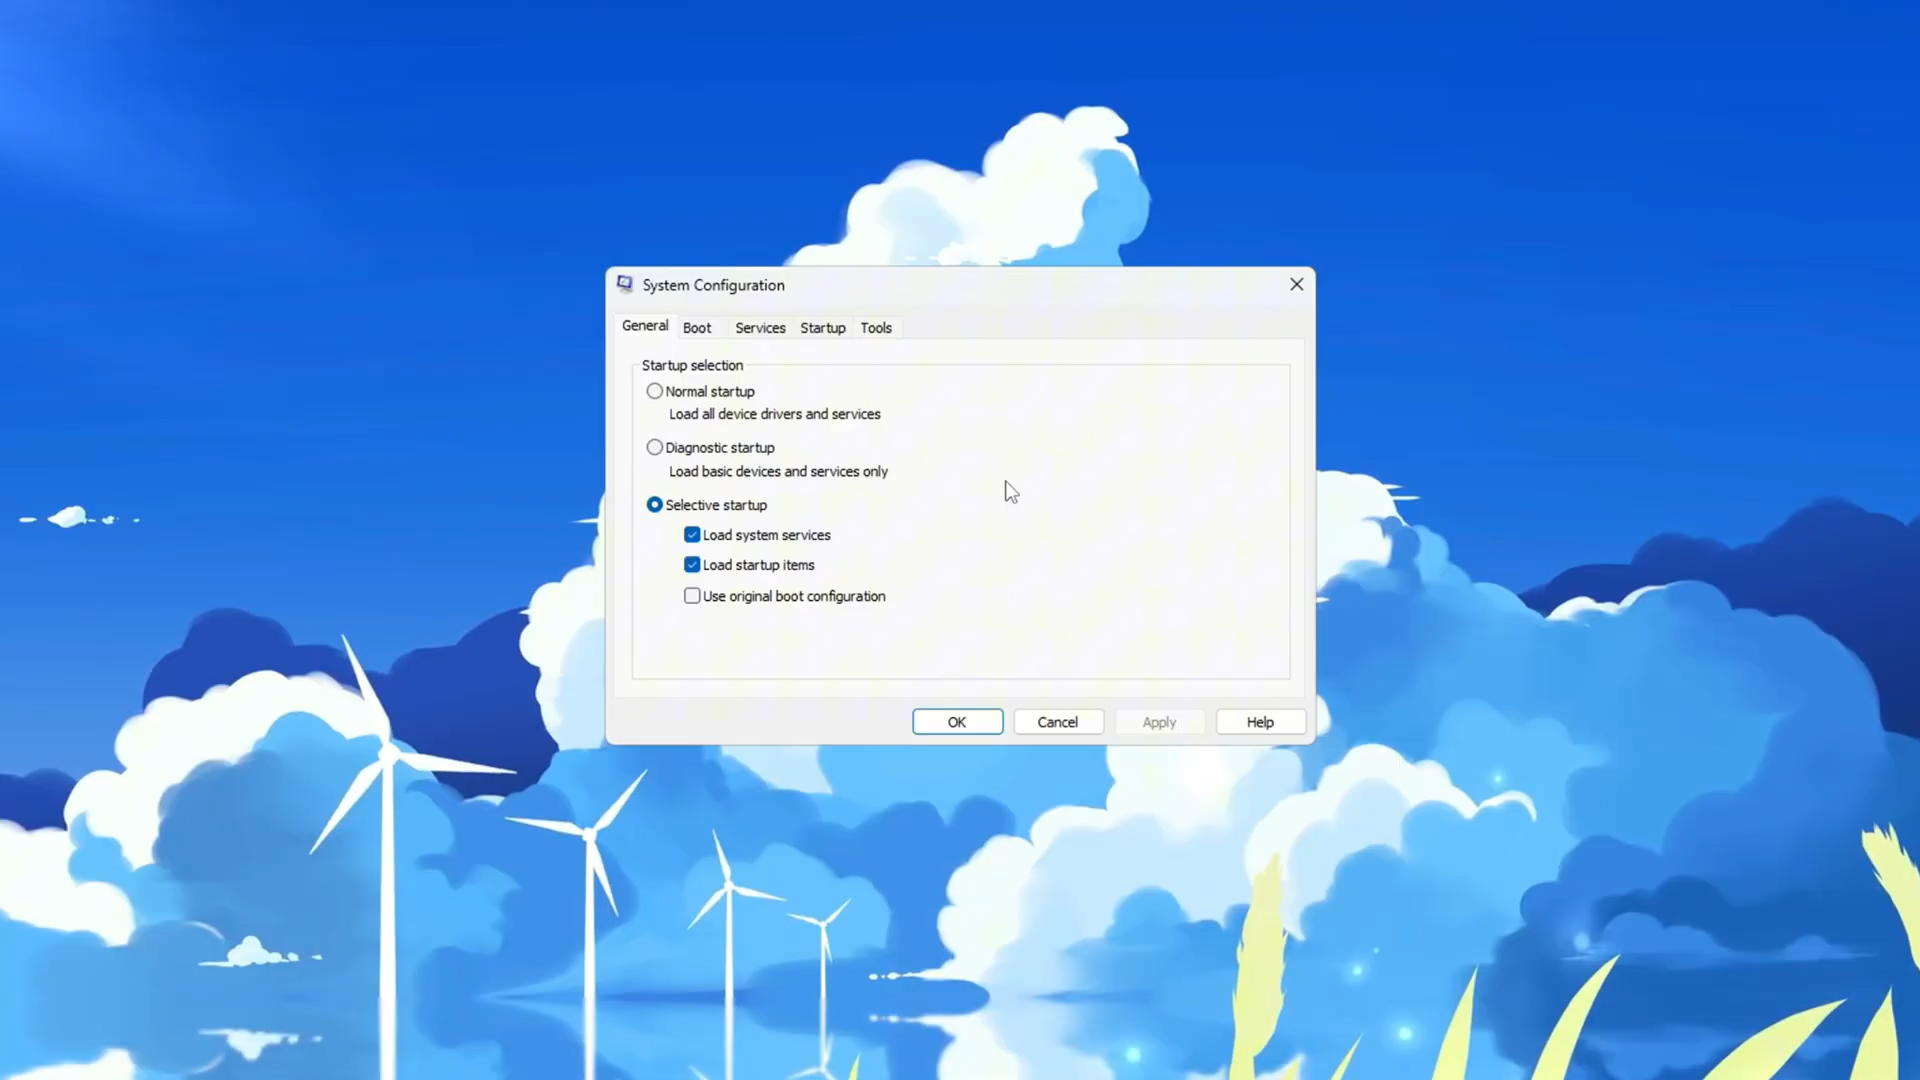 System Configuration
General Boot Services Startup Tools
Startup selection
Normal startup
Load all device drivers and services
Diagnostic startup
Load basic devices and services only
Selective startup
Load system services
Load startup items
Use original boot configuration
OK Cancel Apply Help